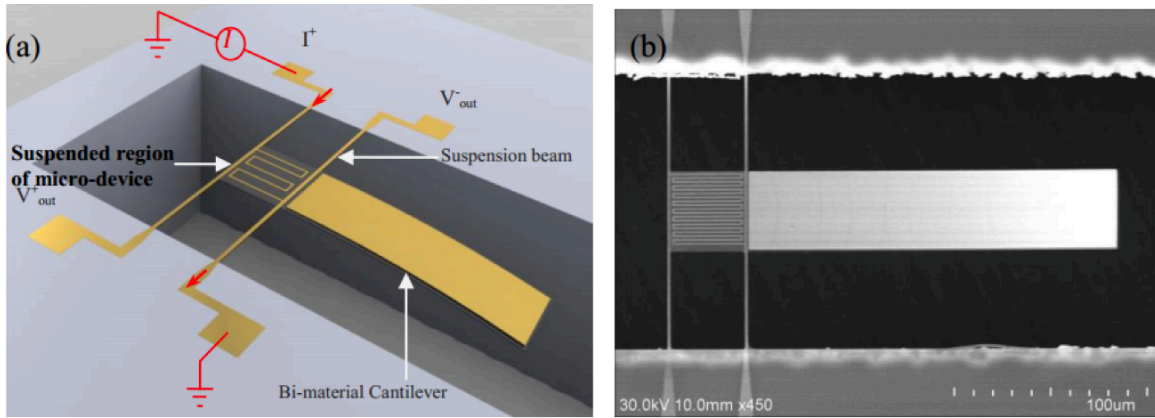 (a)
I
I+
V-out
Suspended region
of micro-device
Suspension beam
V+out
Bi-material Cantilever
(b)
30.0kV 10.0mm x450
100um